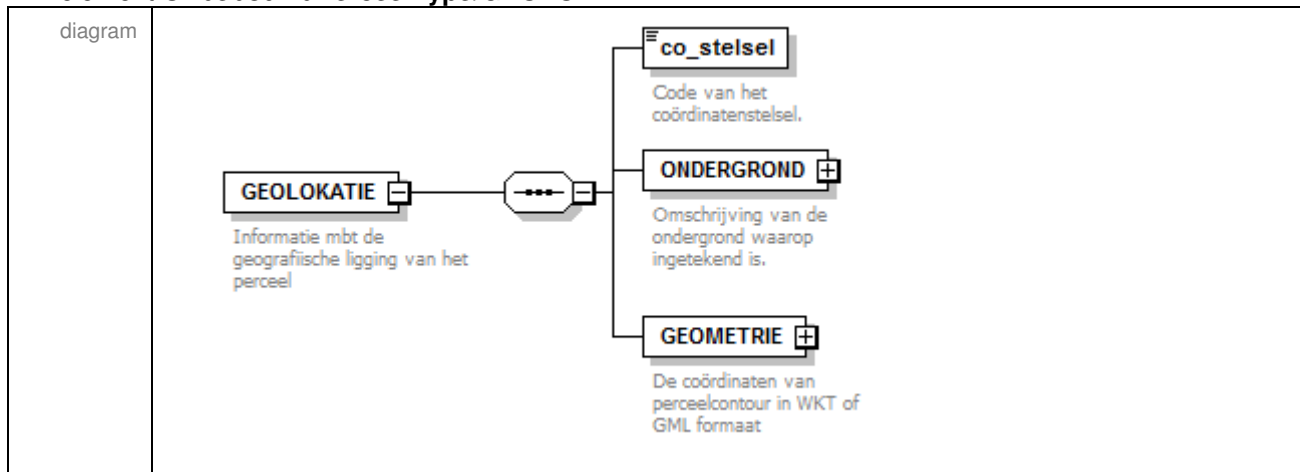 diagram
co_stelsel
Code van het
coördinatenstelsel.
ONDERGROND
Omschrijving van de
ondergrond waarop
ingetekend is.
GEOLOKATIE
Informatie mbt de
geografiische ligging van het
perceel
GEOMETRIE
De coördinaten van
perceelcontour in WKT of
GML formaat